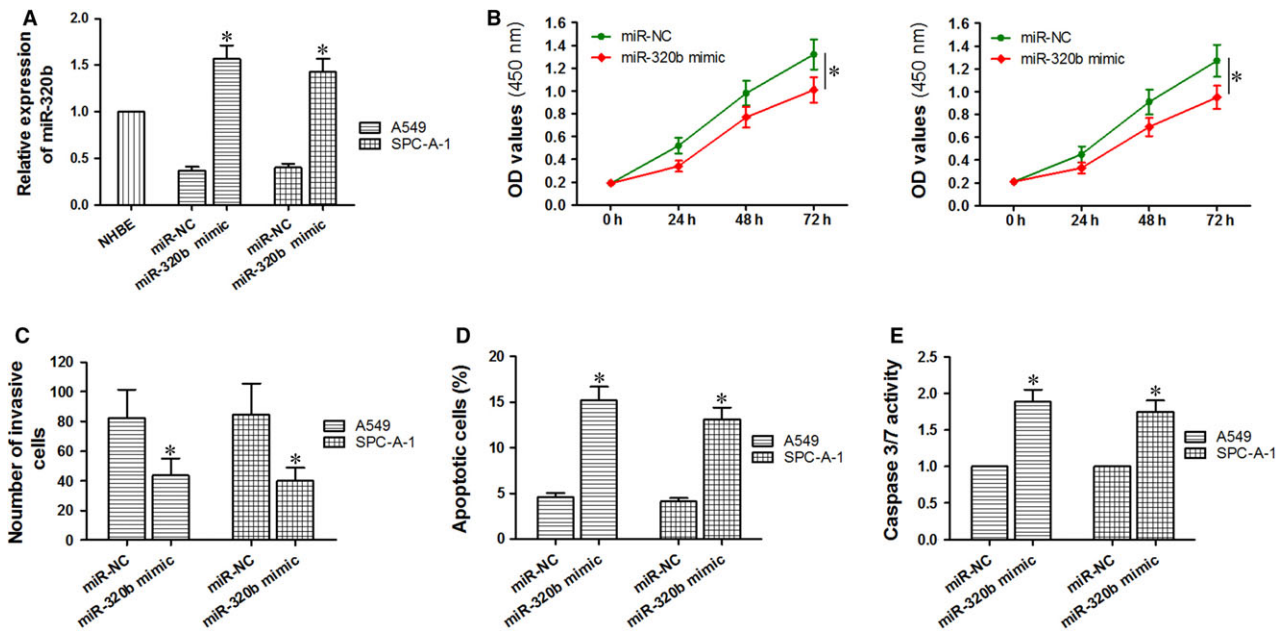 A
Relative expression
of miR-320b
2.0
1.5
1.0
0.5
0.0
*
*
NHBE
miR-NC
miR-320b mimic
miR-NC
miR-320b mimic
A549
SPC-A-1
B
OD values (450 nm)
1.6
1.4
1.2
1.0
0.8
0.6
0.4
0.2
0.0
miR-NC
miR-320b mimic
*
0 h
24 h
48 h
72 h
OD values (450 nm)
1.6
1.4
1.2
1.0
0.8
0.6
0.4
0.2
0.0
miR-NC
miR-320b mimic
*
0 h
24 h
48 h
72 h
C
Noumber of invasive
cells
120
100
80
60
40
20
0
*
*
miR-NC
miR-320b mimic
miR-NC
miR-320b mimic
A549
SPC-A-1
D
Apoptotic cells (%)
20
15
10
5
0
*
*
miR-NC
miR-320b mimic
miR-NC
miR-320b mimic
A549
SPC-A-1
E
Caspase 3/7 activity
2.5
2.0
1.5
1.0
0.5
0.0
*
*
miR-NC
miR-320b mimic
miR-NC
miR-320b mimic
A549
SPC-A-1